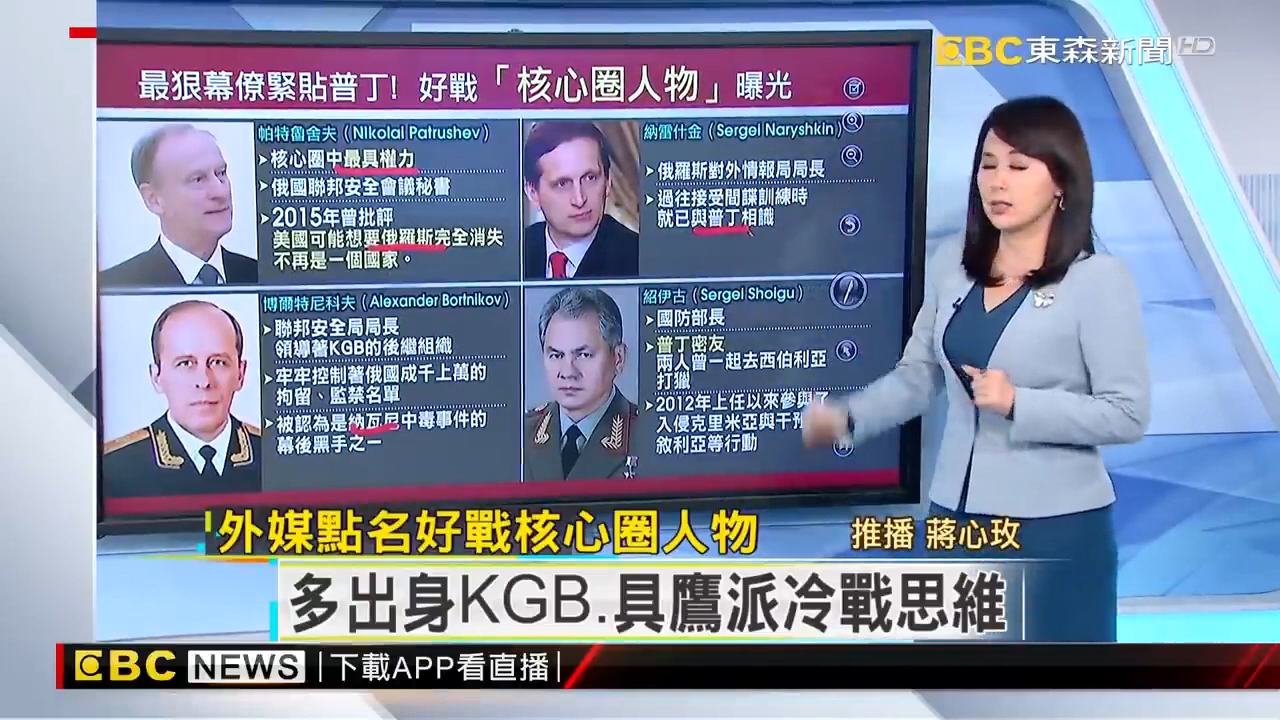 EBC 東森新聞 HD
最狠幕僚緊貼普丁! 好戰「核心圈人物」曝光
帕特魯舍夫(Nikolai Patrushev)
核心圈中最具權力
俄國聯邦安全會議秘書
2015年曾批評
美國可能想要俄羅斯完全消失
不再是一個國家。
納雷什金(Sergei Naryshkin)
俄羅斯對外情報局局長
過往接受間諜訓練時
就已與普丁相識
博爾特尼科夫(Alexander Bortnikov)
聯邦安全局局長
領導著KGB的後繼組織
牢牢控制著俄國成千上萬的
拘留、監禁名單
被認為是納瓦尼中毒事件的
幕後黑手之一
紹伊古(Sergei Shoigu)
國防部長
普丁密友
兩人曾一起去西伯利亞
打獵
2012年上任以來參與了
入侵克里米亞與干預
敘利亞等行動
外媒點名好戰核心圈人物
推播 蔣心玫
多出身KGB.具鷹派冷戰思維
EBC NEWS |下載APP看直播|